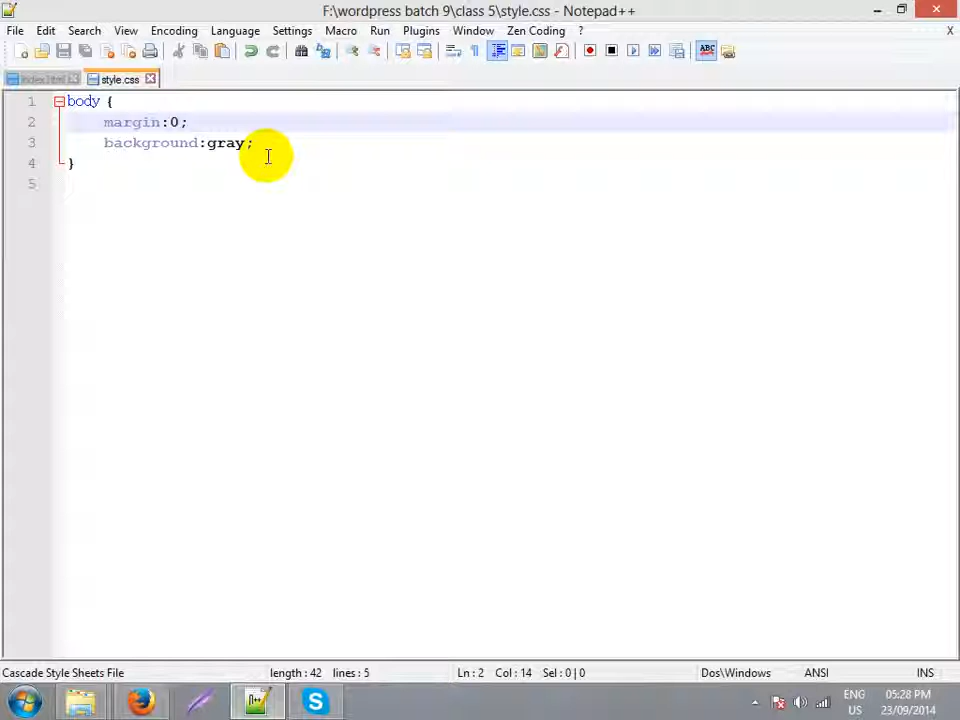 F:\wordpress batch 9\class 5\style.css - Notepad++
File Edit Search View Encoding Language Settings Macro Run Plugins Window Zen Coding ? X
index.html style.css
1 body {
2 margin:0;
3 background:gray;
4 }
5
Cascade Style Sheets File length : 42 lines : 5 Ln : 2 Col : 14 Sel : 0 | 0 Dos\Windows ANSI INS
ENG 05:28 PM
US 23/09/2014